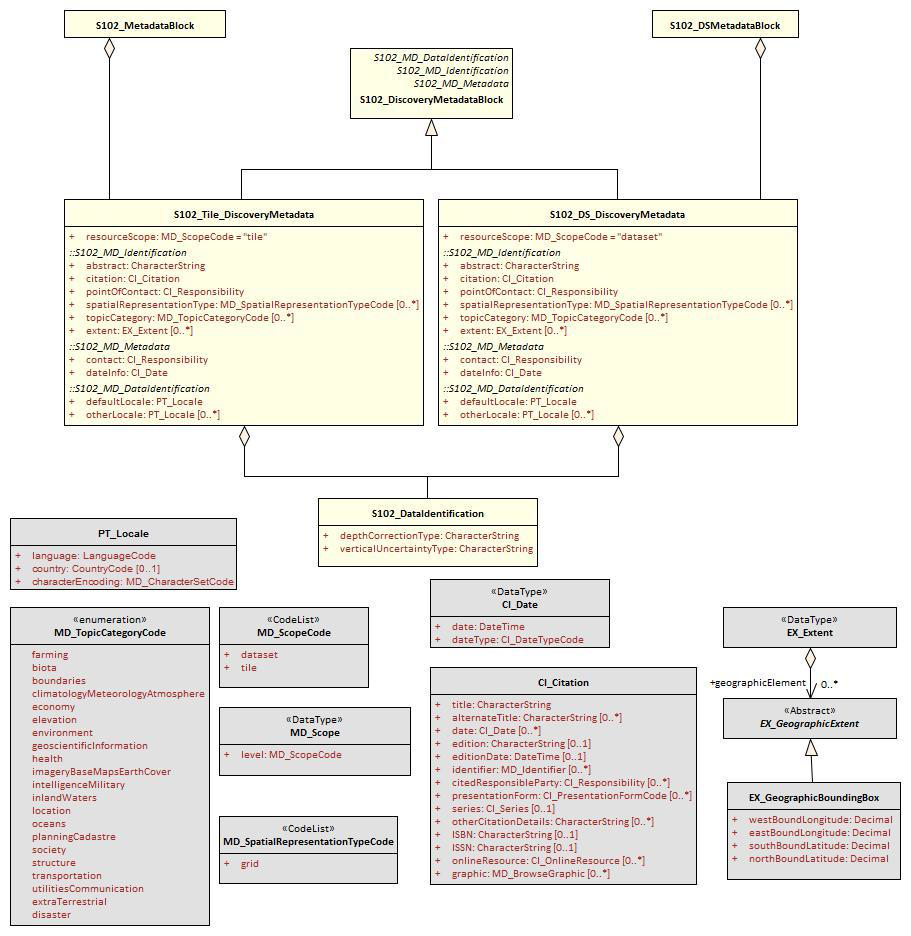 S102_MetadataBlock
S102_DSMetadataBlock
S102_MD_DataIdentification
S102_MD_Identification
S102_MD_Metadata
S102_DiscoveryMetadataBlock
S102_Tile_DiscoveryMetadata
+ resourceScope: MD_ScopeCode = "tile"
::S102_MD_Identification
+ abstract: CharacterString
+ citation: CI_Citation
+ pointOfContact: CI_Responsibility
+ spatialRepresentationType: MD_SpatialRepresentationTypeCode [0..*]
+ topicCategory: MD_TopicCategoryCode [0..*]
+ extent: EX_Extent [0..*]
::S102_MD_Metadata
+ contact: CI_Responsibility
+ dateInfo: CI_Date
::S102_MD_DataIdentification
+ defaultLocale: PT_Locale
+ otherLocale: PT_Locale [0..*]
S102_DS_DiscoveryMetadata
+ resourceScope: MD_ScopeCode = "dataset"
::S102_MD_Identification
+ abstract: CharacterString
+ citation: CI_Citation
+ pointOfContact: CI_Responsibility
+ spatialRepresentationType: MD_SpatialRepresentationTypeCode [0..*]
+ topicCategory: MD_TopicCategoryCode [0..*]
+ extent: EX_Extent [0..*]
::S102_MD_Metadata
+ contact: CI_Responsibility
+ dateInfo: CI_Date
::S102_MD_DataIdentification
+ defaultLocale: PT_Locale
+ otherLocale: PT_Locale [0..*]
S102_DataIdentification
+ depthCorrectionType: CharacterString
+ verticalUncertaintyType: CharacterString
PT_Locale
+ language: LanguageCode
+ country: CountryCode [0..1]
+ characterEncoding: MD_CharacterSetCode
«enumeration»
MD_TopicCategoryCode
farming
biota
boundaries
climatologyMeteorologyAtmosphere
economy
elevation
environment
geoscientificInformation
health
imageryBaseMapsEarthCover
intelligenceMilitary
inlandWaters
location
oceans
planningCadastre
society
structure
transportation
utilitiesCommunication
extraTerrestrial
disaster
«CodeList»
MD_ScopeCode
+ dataset
+ tile
«DataType»
MD_Scope
+ level: MD_ScopeCode
«CodeList»
MD_SpatialRepresentationTypeCode
+ grid
«DataType»
CI_Date
+ date: DateTime
+ dateType: CI_DateTypeCode
CI_Citation
+ title: CharacterString
+ alternateTitle: CharacterString [0..*]
+ date: CI_Date [0..*]
+ edition: CharacterString [0..1]
+ editionDate: DateTime [0..1]
+ identifier: MD_Identifier [0..*]
+ citedResponsibleParty: CI_Responsibility [0..*]
+ presentationForm: CI_PresentationFormCode [0..*]
+ series: CI_Series [0..1]
+ otherCitationDetails: CharacterString [0..*]
+ ISBN: CharacterString [0..1]
+ ISSN: CharacterString [0..1]
+ onlineResource: CI_OnlineResource [0..*]
+ graphic: MD_BrowseGraphic [0..*]
«DataType»
EX_Extent
+geographicElement 0..*
«Abstract»
EX_GeographicExtent
EX_GeographicBoundingBox
+ westBoundLongitude: Decimal
+ eastBoundLongitude: Decimal
+ southBoundLatitude: Decimal
+ northBoundLatitude: Decimal